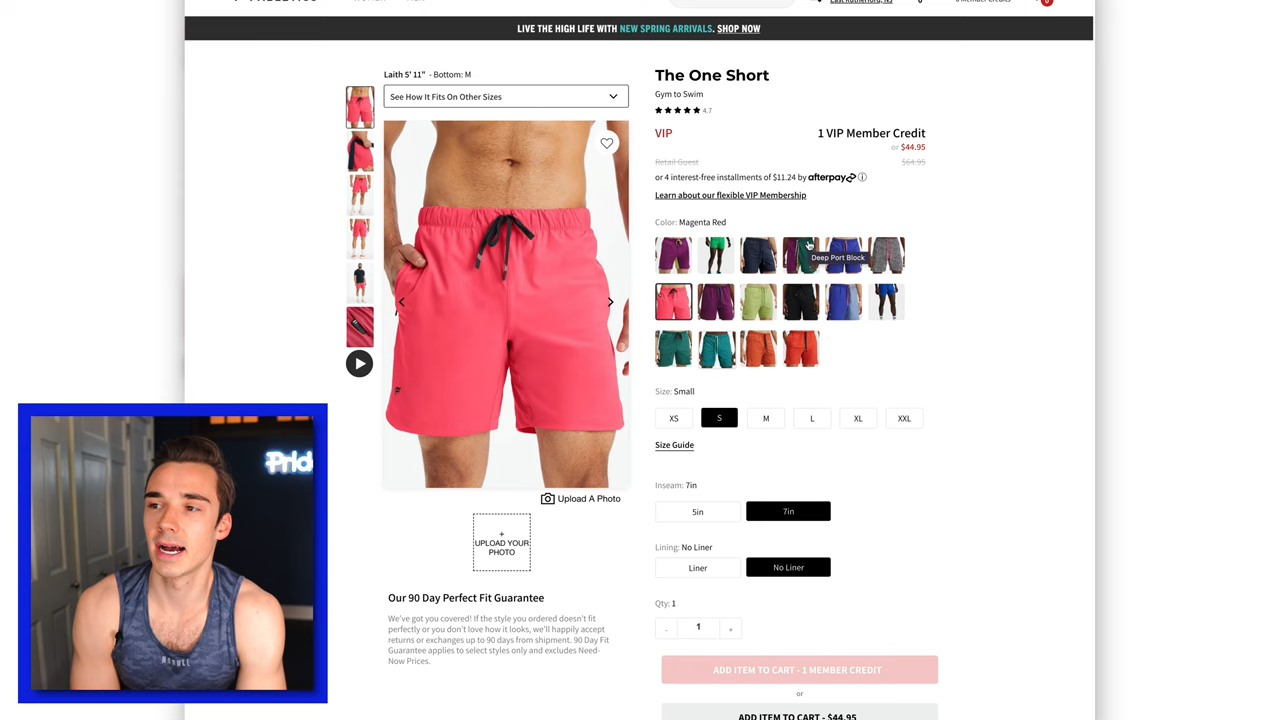 LIVE THE HIGH LIFE WITH NEW SPRING ARRIVALS. SHOP NOW
Laith 5' 11" - Bottom: M
See How It Fits On Other Sizes
The One Short
Gym to Swim
4.7
VIP
1 VIP Member Credit
or $44.95
Retail Guest
$64.95
or 4 interest-free installments of $11.24 by afterpay
Learn about our flexible VIP Membership
Color: Magenta Red
Deep Port Block
Size: Small
XS
S
M
L
XL
XXL
Size Guide
Inseam: 7in
5in
7in
Lining: No Liner
Liner
No Liner
Qty: 1
-
1
+
ADD ITEM TO CART - 1 MEMBER CREDIT
or
ADD ITEM TO CART - $44.95
Upload A Photo
+
UPLOAD YOUR
PHOTO
Our 90 Day Perfect Fit Guarantee
We've got you covered! If the style you ordered doesn't fit
perfectly or you don't love how it looks, we'll happily accept
returns or exchanges up to 90 days from shipment. 90 Day Fit
Guarantee applies to select styles only and excludes Need-
Now Prices.